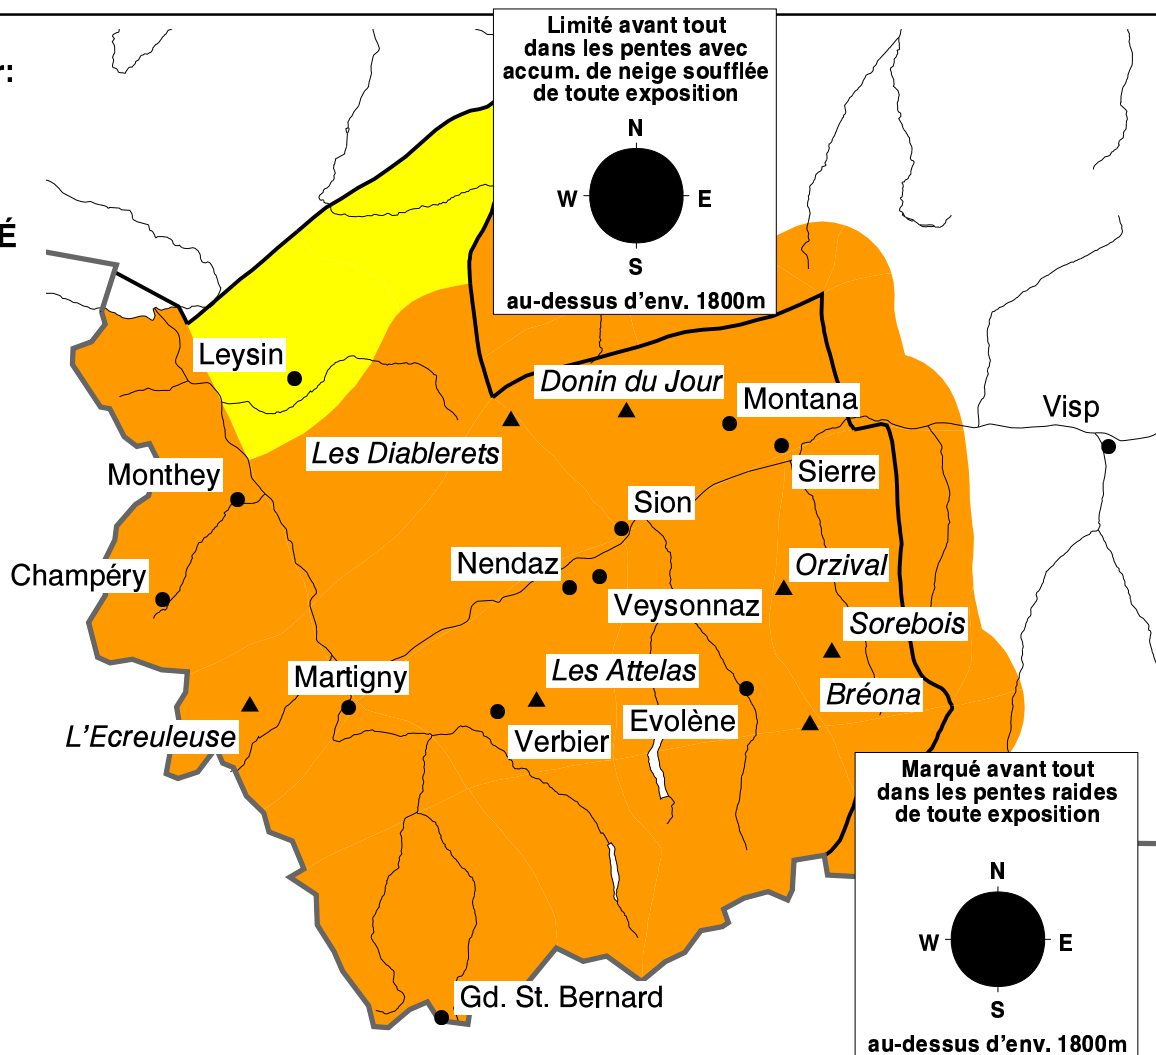 Limité avant tout
dans les pentes avec
accum. de neige soufflée
de toute exposition
N
W
E
S
au-dessus d'env. 1800m
r:
É
Leysin
Donin du Jour
Montana
Visp
Les Diablerets
Sierre
Monthey
Sion
Champéry
Nendaz
Orzival
Veysonnaz
Sorebois
Martigny
Les Attelas
Bréona
L'Ecreuleuse
Evolène
Verbier
Gd. St. Bernard
Marqué avant tout
dans les pentes raides
de toute exposition
N
W
E
S
au-dessus d'env. 1800m